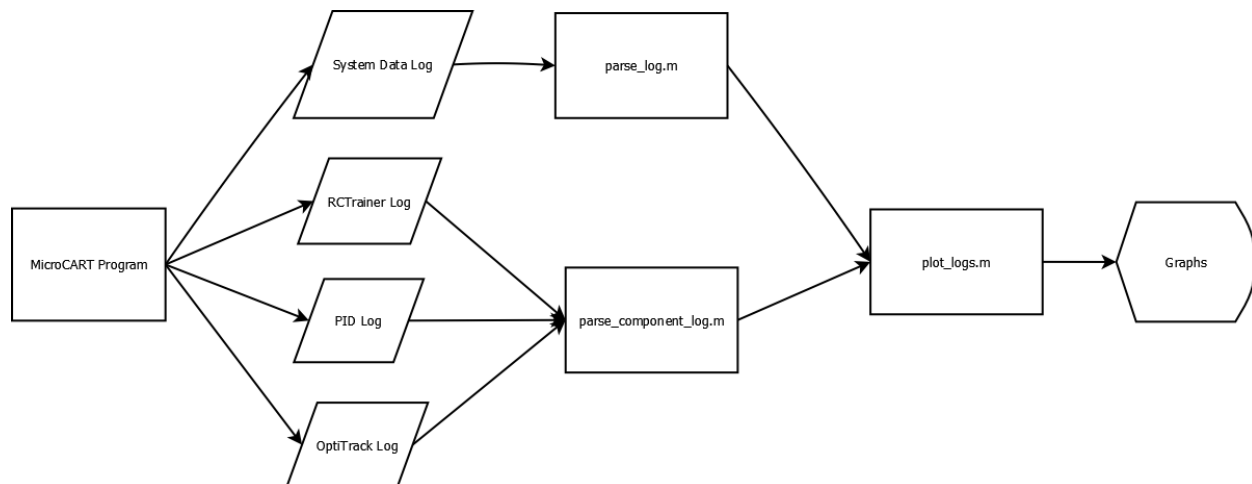 System Data Log
parse_log.m
RCTrainer Log
MicroCART Program
plot_logs.m
Graphs
PID Log
parse_component_log.m
OptiTrack Log